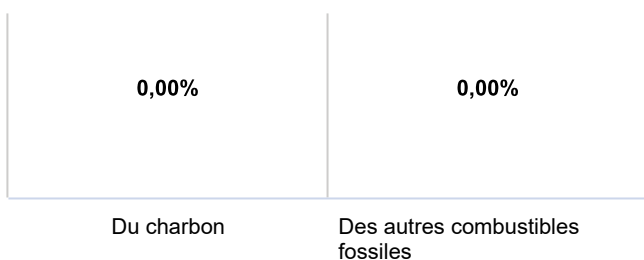 0,00% 0,00%
Du charbon Des autres combustibles
fossiles